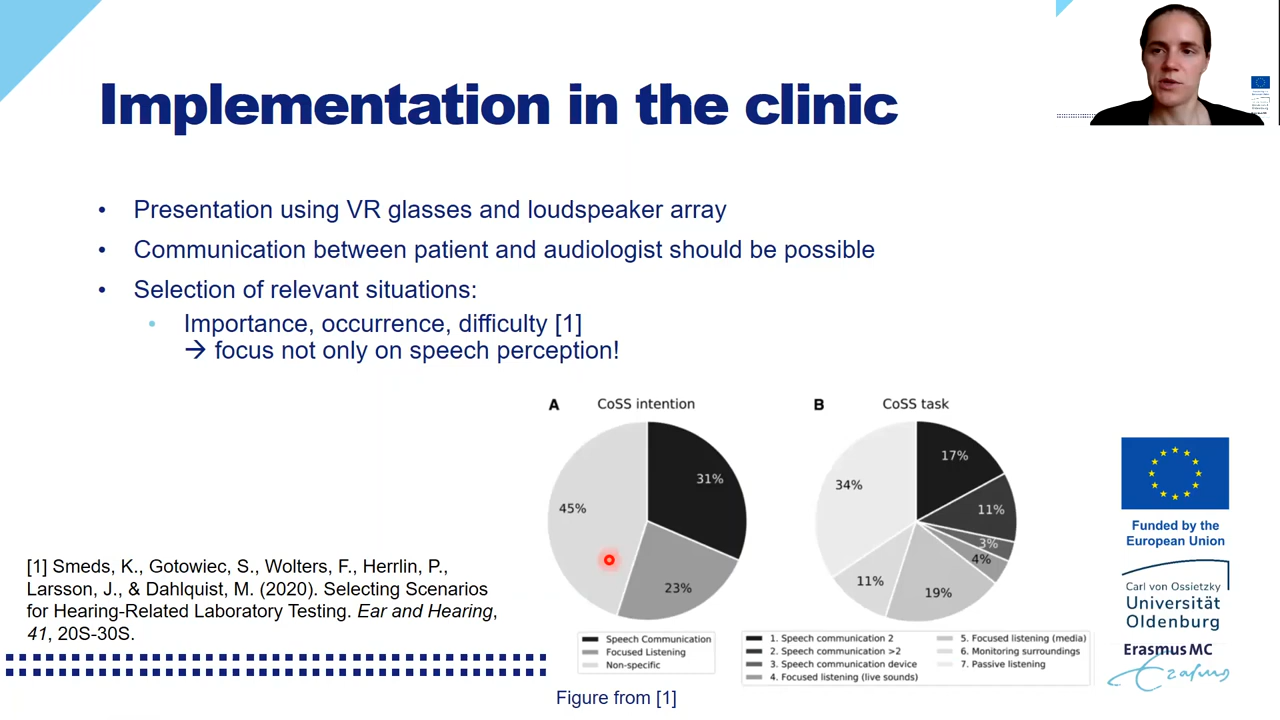 Implementation in the clinic
• Presentation using VR glasses and loudspeaker array
• Communication between patient and audiologist should be possible
• Selection of relevant situations:
• Importance, occurrence, difficulty [1]
→ focus not only on speech perception!
A CoSS intention
31%
45%
23%
Speech Communication
Focused Listening
Non-specific
B CoSS task
17%
34%
11%
3%
4%
11%
19%
1. Speech communication 2
2. Speech communication >2
3. Speech communication device
4. Focused listening (live sounds)
5. Focused listening (media)
6. Monitoring surroundings
7. Passive listening
Figure from [1]
[1] Smeds, K., Gotowiec, S., Wolters, F., Herrlin, P.,
Larsson, J., & Dahlquist, M. (2020). Selecting Scenarios
for Hearing-Related Laboratory Testing. Ear and Hearing,
41, 20S-30S.
Funded by the
European Union
Carl von Ossietzky
Universität
Oldenburg
Erasmus MC
Erasmus